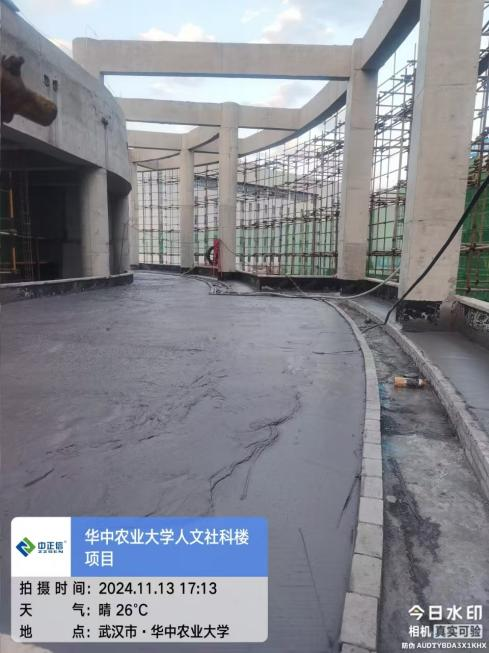 中正信
ZZGEN
华中农业大学人文社科楼
项目
拍摄时间：2024.11.13 17:13
天　气：晴 26°C
地　点：武汉市·华中农业大学
今日水印
相机 真实可验
防伪 AUDTYBDA3X1KHX